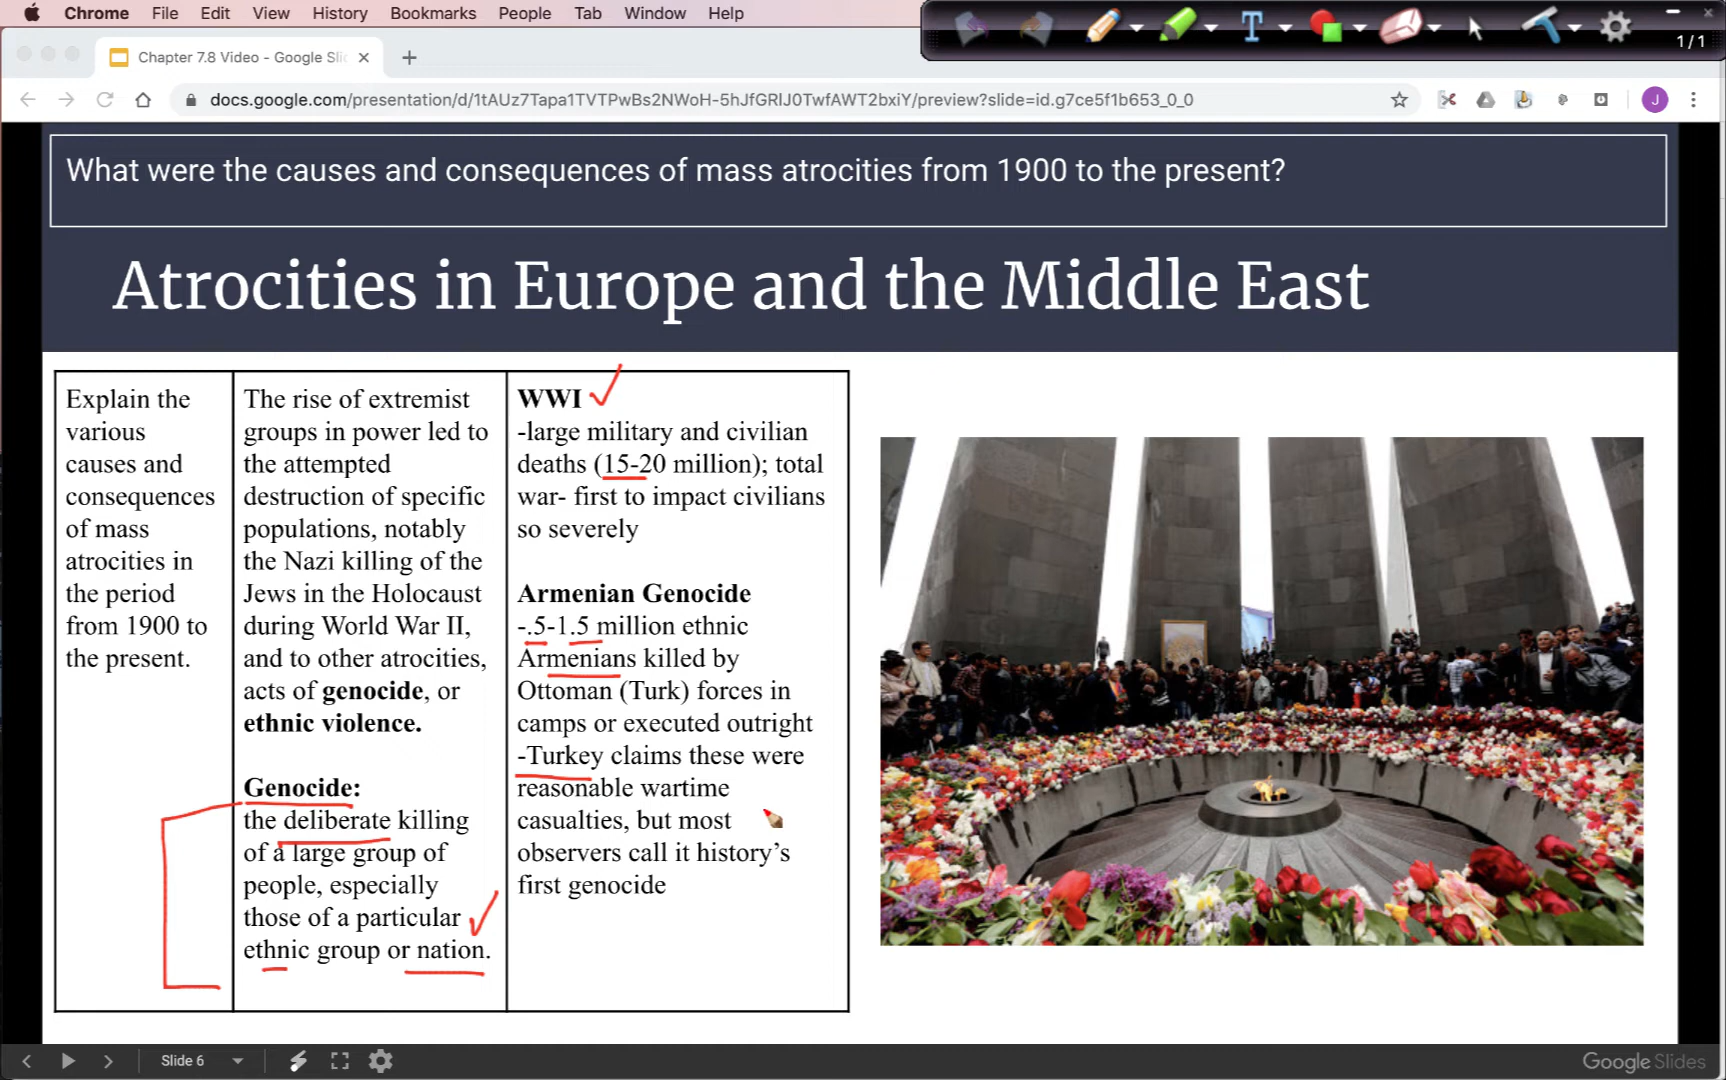 Chrome File Edit View History Bookmarks People Tab Window Help
1/1
Chapter 7.8 Video - Google Slid
docs.google.com/presentation/d/1tAUz7Tapa1TVTPwBs2NWoH-5hJfGRIJ0TwfAWT2bxiY/preview?slide=id.g7ce5f1b653_0_0
J
What were the causes and consequences of mass atrocities from 1900 to the present?
Atrocities in Europe and the Middle East
Explain the
various
causes and
consequences
of mass
atrocities in
the period
from 1900 to
the present.
The rise of extremist
groups in power led to
the attempted
destruction of specific
populations, notably
the Nazi killing of the
Jews in the Holocaust
during World War II,
and to other atrocities,
acts of genocide, or
ethnic violence.
Genocide:
the deliberate killing
of a large group of
people, especially
those of a particular
ethnic group or nation.
WWI
-large military and civilian
deaths (15-20 million); total
war- first to impact civilians
so severely
Armenian Genocide
-.5-1.5 million ethnic
Armenians killed by
Ottoman (Turk) forces in
camps or executed outright
-Turkey claims these were
reasonable wartime
casualties, but most
observers call it history's
first genocide
Slide 6
Google Slides